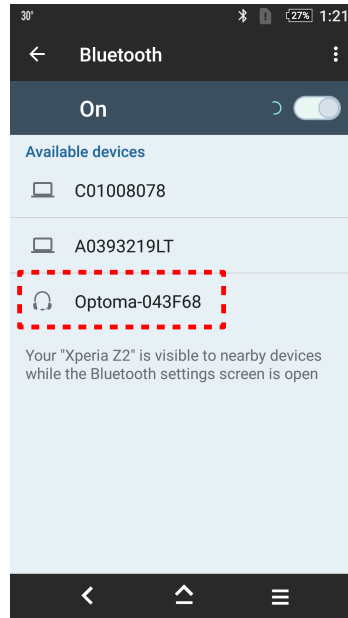 30°
27% 1:21
Bluetooth
On
Available devices
C01008078
A0393219LT
Optoma-043F68
Your "Xperia Z2" is visible to nearby devices
while the Bluetooth settings screen is open